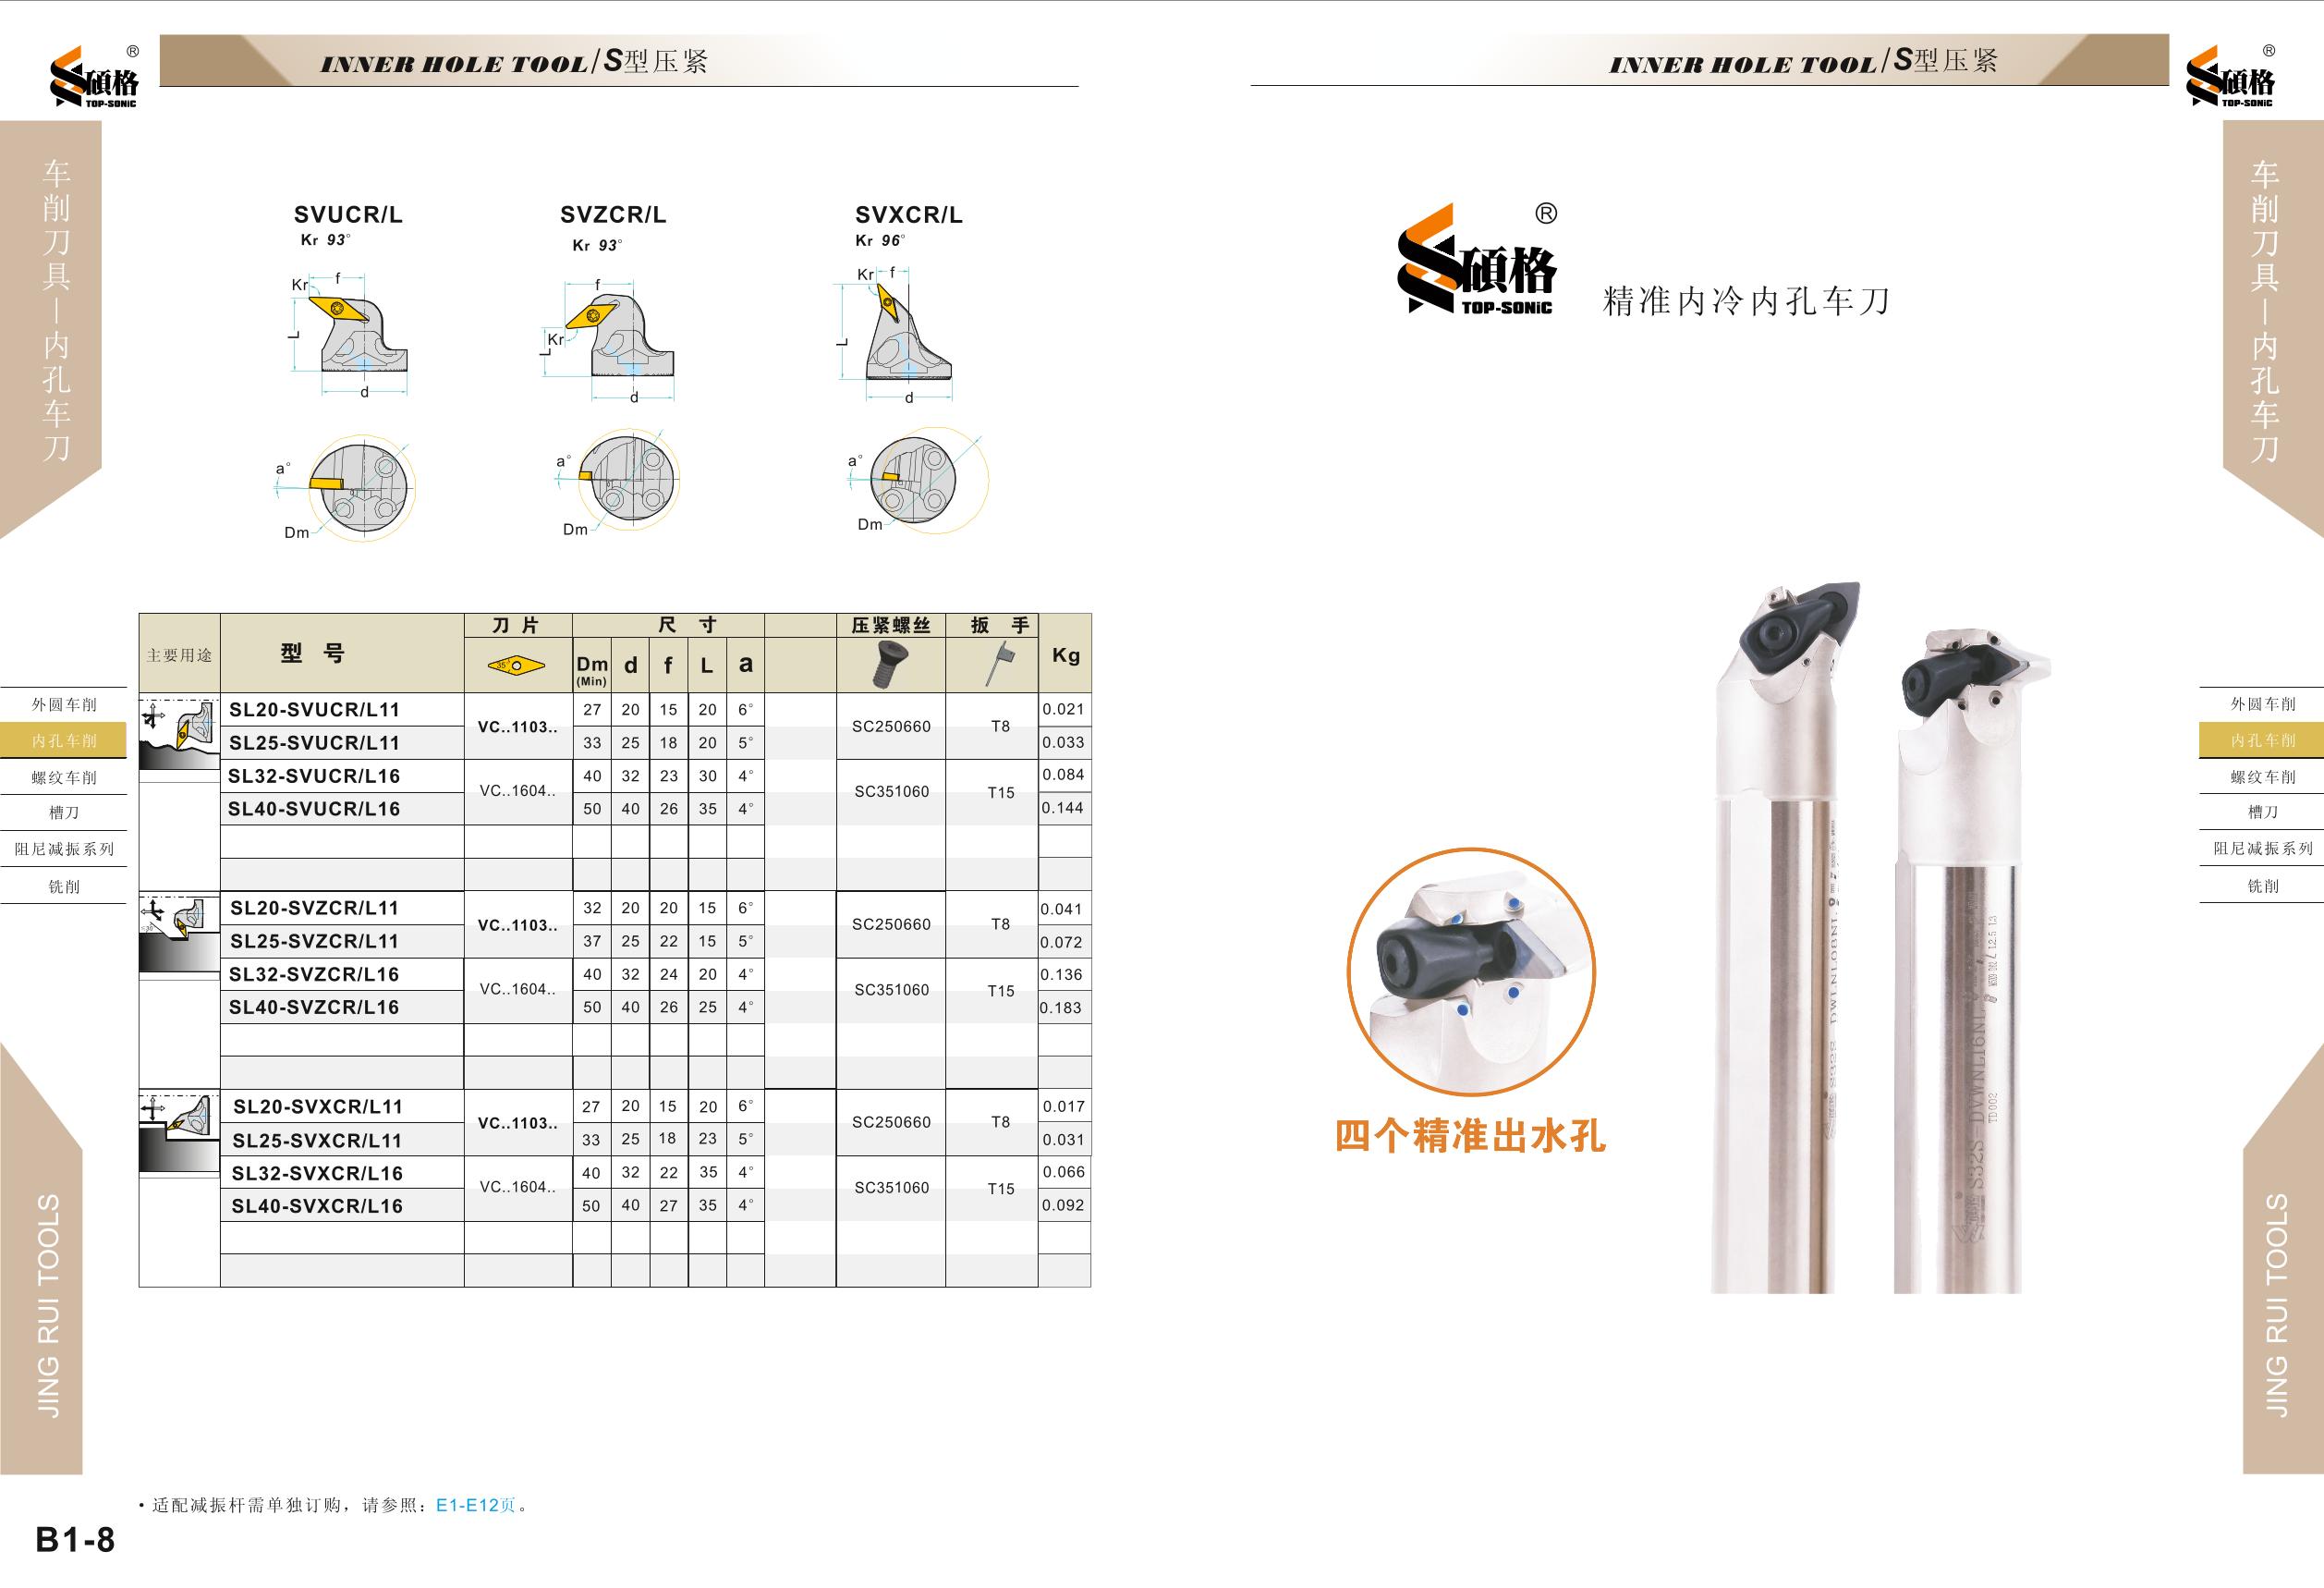 碩格 ®
TOP-SONIC
INNER HOLE TOOL/S型压紧
车削刀具—内孔车刀
SVUCR/L
Kr 93°
Kr f
L
d
a°
Dm
SVZCR/L
Kr 93°
f
Kr
L
d
a°
Dm
SVXCR/L
Kr 96°
Kr f
L
d
a°
Dm
主要用途 型 号 刀 片 尺 寸 压紧螺丝 扳 手 Kg
35° Dm (Min) d f L a
SL20-SVUCR/L11 VC..1103.. 27 20 15 20 6° SC250660 T8 0.021
SL25-SVUCR/L11 33 25 18 20 5° 0.033
SL32-SVUCR/L16 VC..1604.. 40 32 23 30 4° SC351060 T15 0.084
SL40-SVUCR/L16 50 40 26 35 4° 0.144
SL20-SVZCR/L11 VC..1103.. 32 20 20 15 6° SC250660 T8 0.041
SL25-SVZCR/L11 37 25 22 15 5° 0.072
SL32-SVZCR/L16 VC..1604.. 40 32 24 20 4° SC351060 T15 0.136
SL40-SVZCR/L16 50 40 26 25 4° 0.183
SL20-SVXCR/L11 VC..1103.. 27 20 15 20 6° SC250660 T8 0.017
SL25-SVXCR/L11 33 25 18 23 5° 0.031
SL32-SVXCR/L16 VC..1604.. 40 32 22 35 4° SC351060 T15 0.066
SL40-SVXCR/L16 50 40 27 35 4° 0.092
外圆车削
内孔车削
螺纹车削
槽刀
阻尼减振系列
铣削
JING RUI TOOLS
• 适配减振杆需单独订购，请参照：E1-E12页。
B1-8
INNER HOLE TOOL/S型压紧
碩格 ®
TOP-SONIC
车削刀具—内孔车刀
碩格 ®
TOP-SONIC
精准内冷内孔车刀
四个精准出水孔
S32S-DVWNL16NL
TD002
外圆车削
内孔车削
螺纹车削
槽刀
阻尼减振系列
铣削
JING RUI TOOLS